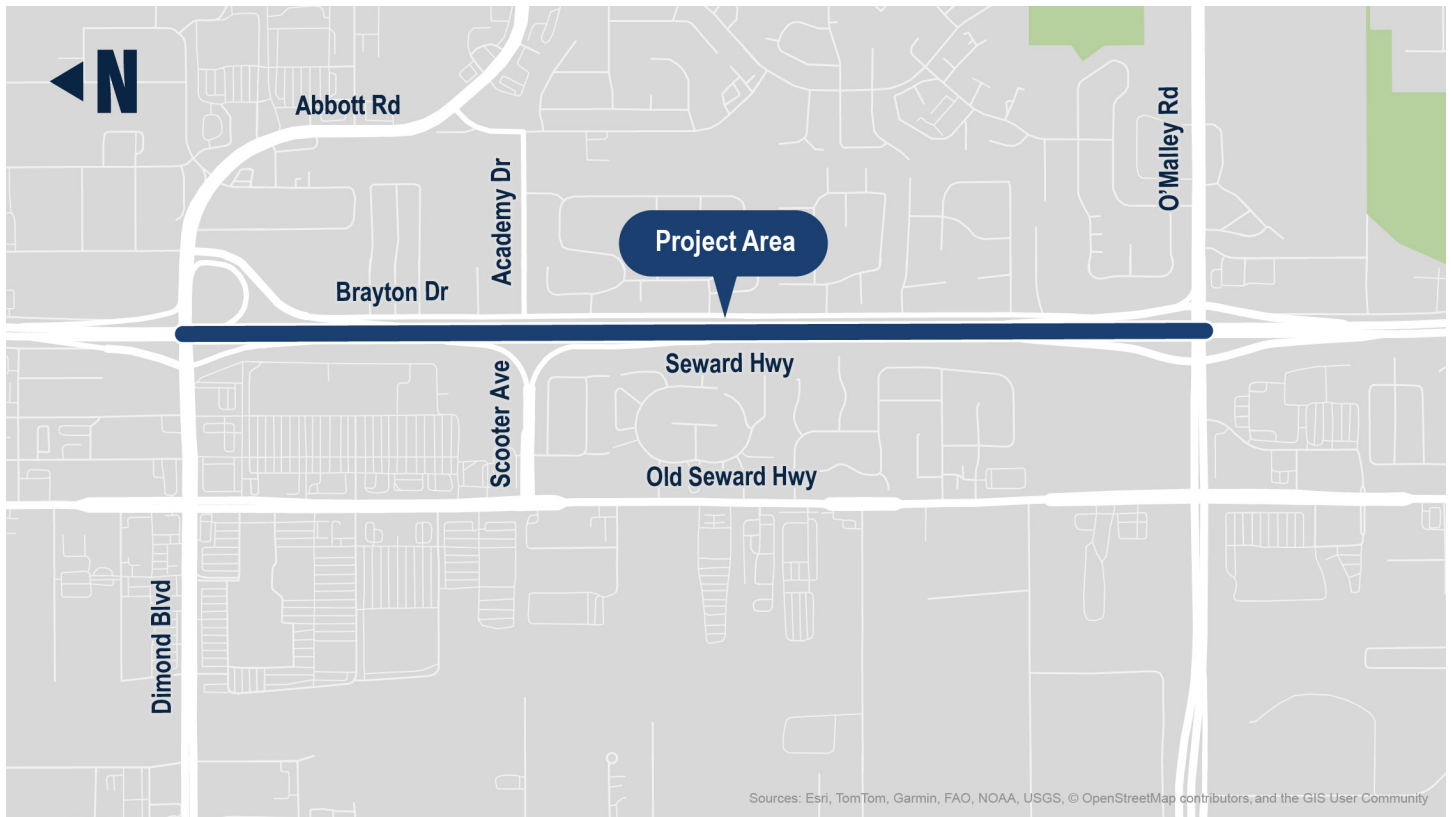 N
Abbott Rd
O'Malley Rd
Academy Dr
Project Area
Brayton Dr
Seward Hwy
Scooter Ave
Old Seward Hwy
Dimond Blvd
Sources: Esri, TomTom, Garmin, FAO, NOAA, USGS, © OpenStreetMap contributors, and the GIS User Community